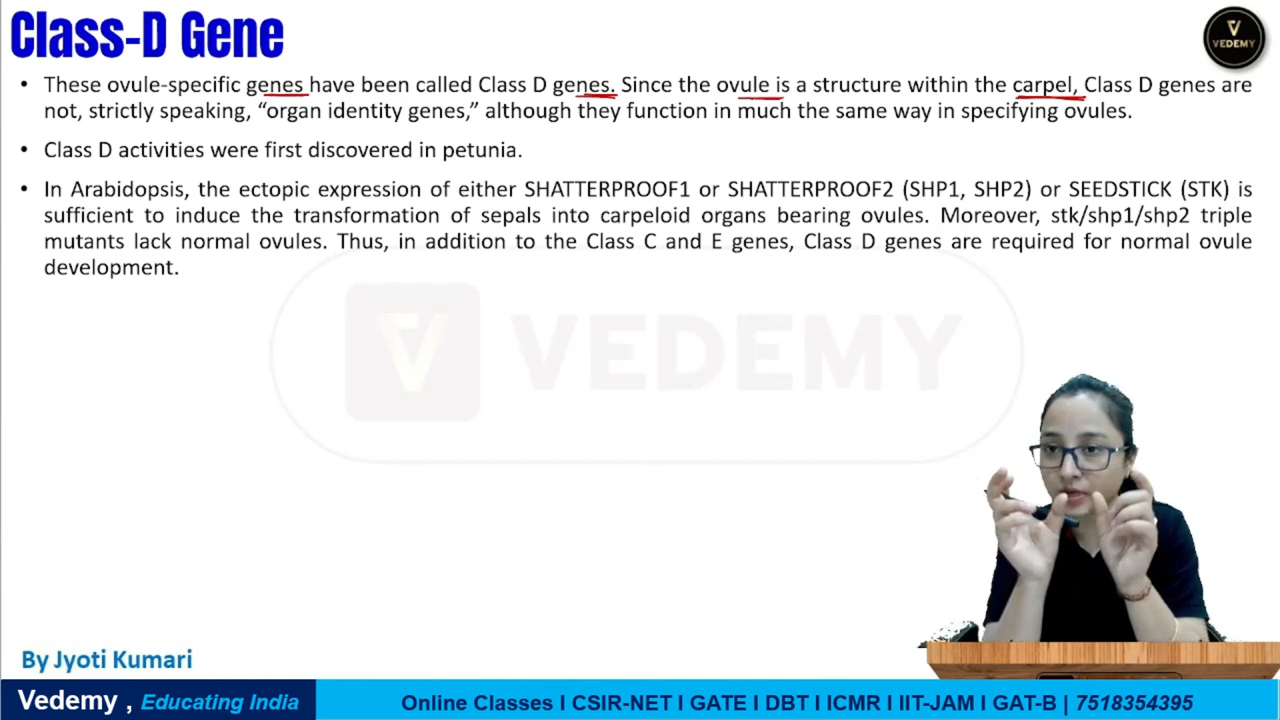 Class-D Gene
V
VEDEMY
• These ovule-specific genes have been called Class D genes. Since the ovule is a structure within the carpel, Class D genes are
not, strictly speaking, “organ identity genes,” although they function in much the same way in specifying ovules.
• Class D activities were first discovered in petunia.
• In Arabidopsis, the ectopic expression of either SHATTERPROOF1 or SHATTERPROOF2 (SHP1, SHP2) or SEEDSTICK (STK) is
sufficient to induce the transformation of sepals into carpeloid organs bearing ovules. Moreover, stk/shp1/shp2 triple
mutants lack normal ovules. Thus, in addition to the Class C and E genes, Class D genes are required for normal ovule
development.
V VEDEMY
By Jyoti Kumari
Vedemy , Educating India
Online Classes I CSIR-NET I GATE I DBT I ICMR I IIT-JAM I GAT-B | 7518354395